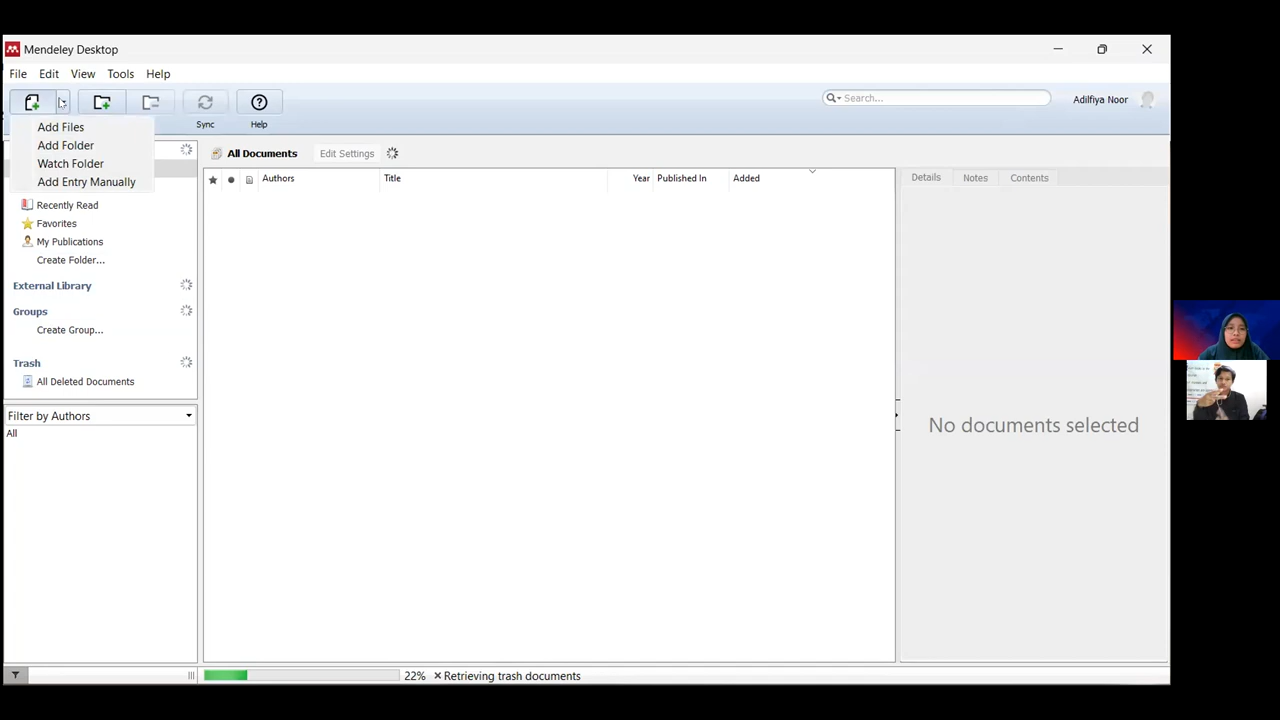 Mendeley Desktop
File Edit View Tools Help
Search...
Adilfiya Noor
Sync
Help
Add Files
Add Folder
Watch Folder
Add Entry Manually
Recently Read
Favorites
My Publications
Create Folder...
External Library
Groups
Create Group...
Trash
All Deleted Documents
Filter by Authors
All
All Documents Edit Settings
Authors Title Year Published In Added
Details Notes Contents
No documents selected
22% Retrieving trash documents